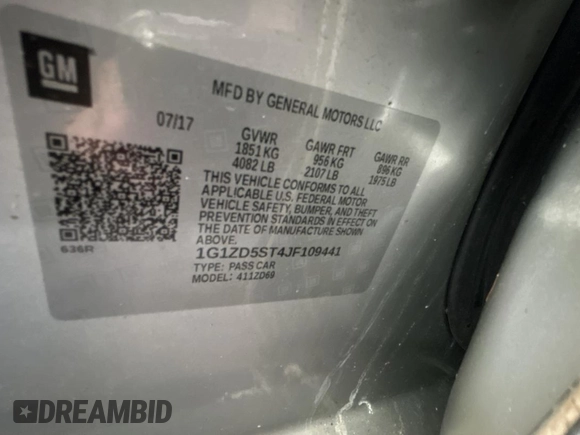 GM
MFD BY GENERAL MOTORS LLC
07/17
GVWR GAWR FRT GAWR RR
1851 KG 956 KG 896 KG
4082 LB 2107 LB 1975 LB
THIS VEHICLE CONFORMS TO ALL
APPLICABLE U.S. FEDERAL MOTOR
VEHICLE SAFETY, BUMPER, AND THEFT
PREVENTION STANDARDS IN EFFECT ON
THE DATE OF MANUFACTURE SHOWN
ABOVE.
636R
1G1ZD5ST4JF109441
TYPE: PASS CAR
MODEL: 411ZD69
DREAMBID